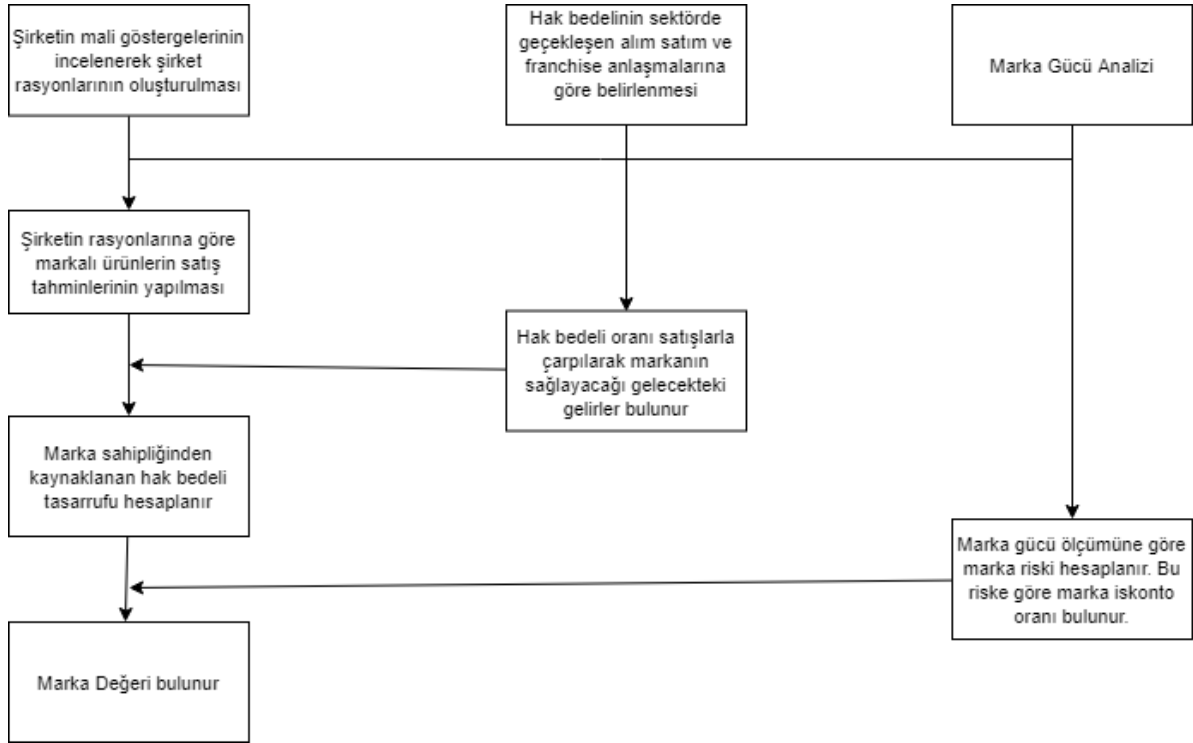 Şirketin mali göstergelerinin
incelenerek şirket
rasyonlarının oluşturulması
Hak bedelinin sektörde
geçekleşen alım satım ve
franchise anlaşmalarına
göre belirlenmesi
Marka Gücü Analizi
Şirketin rasyonlarına göre
markalı ürünlerin satış
tahminlerinin yapılması
Hak bedeli oranı satışlarla
çarpılarak markanın
sağlayacağı gelecekteki
gelirler bulunur
Marka sahipliğinden
kaynaklanan hak bedeli
tasarrufu hesaplanır
Marka gücü ölçümüne göre
marka riski hesaplanır. Bu
riske göre marka iskonto
oranı bulunur.
Marka Değeri bulunur